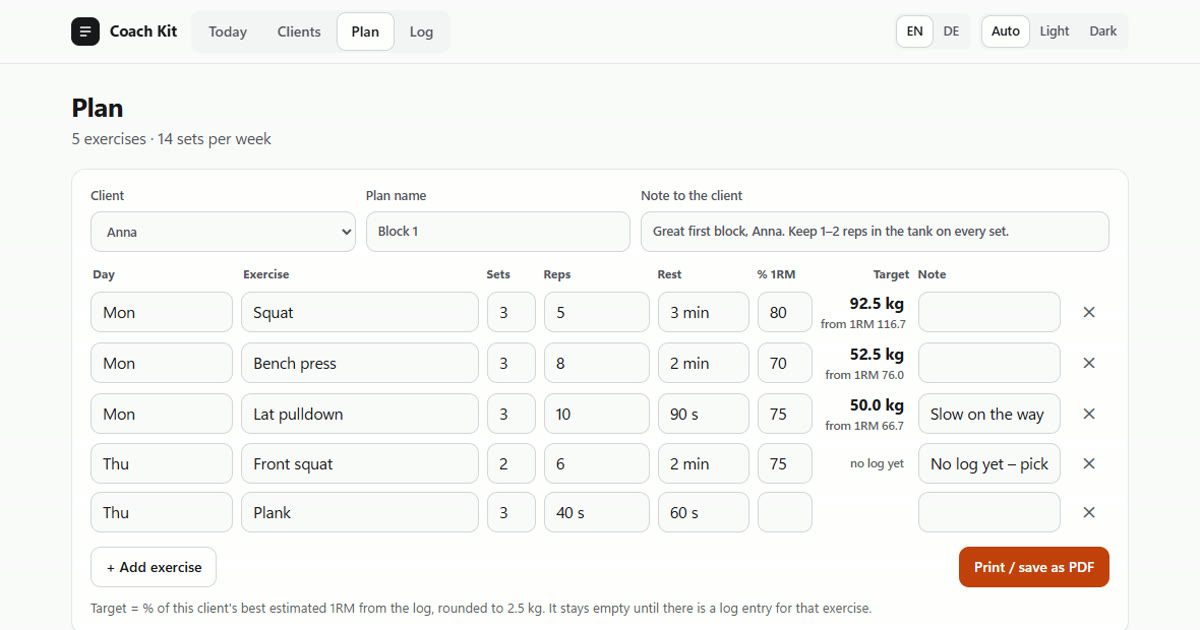 Coach Kit Today Clients Plan Log EN DE Auto Light Dark
Plan
5 exercises · 14 sets per week
Client Plan name Note to the client
Anna Block 1 Great first block, Anna. Keep 1–2 reps in the tank on every set.
Day Exercise Sets Reps Rest % 1RM Target Note
Mon Squat 3 5 3 min 80 92.5 kg
from 1RM 116.7
Mon Bench press 3 8 2 min 70 52.5 kg
from 1RM 76.0
Mon Lat pulldown 3 10 90 s 75 50.0 kg Slow on the way
from 1RM 66.7
Thu Front squat 2 6 2 min 75 no log yet No log yet – pick
Thu Plank 3 40 s 60 s
+ Add exercise Print / save as PDF
Target = % of this client's best estimated 1RM from the log, rounded to 2.5 kg. It stays empty until there is a log entry for that exercise.